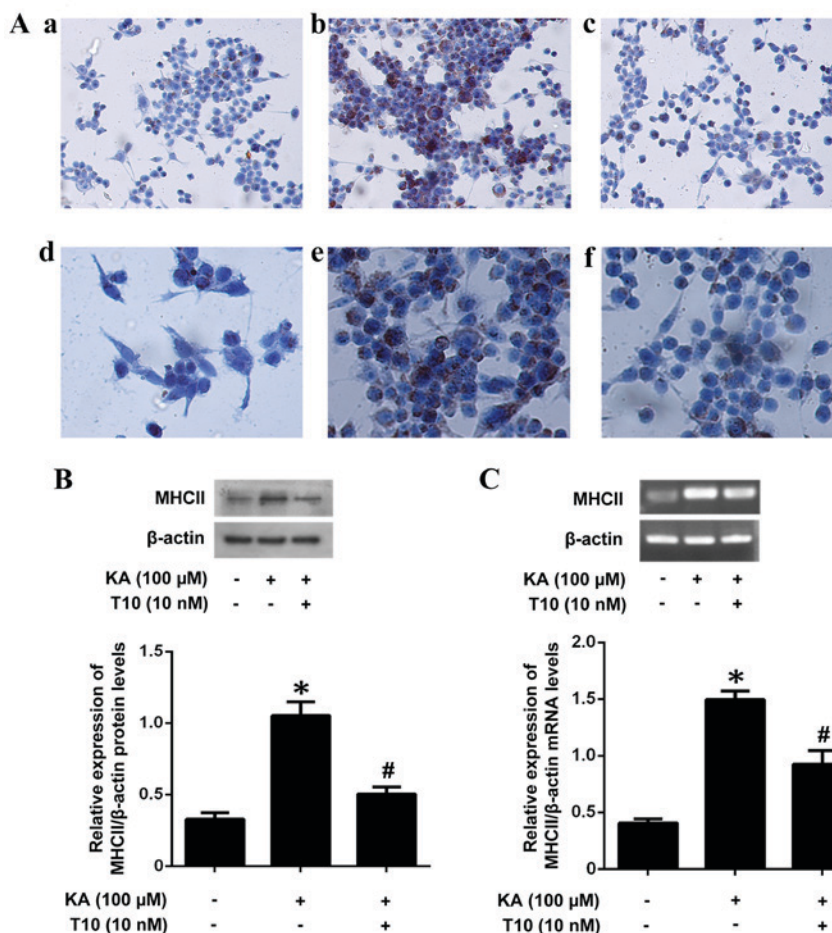 A a b c
d e f
B
MHCII
β-actin
KA (100 µM) - + +
T10 (10 nM) - - +
Relative expression of
MHCII/β-actin protein levels
1.5
1.0
0.5
0
*
#
KA (100 µM) - + +
T10 (10 nM) - - +
C
MHCII
β-actin
KA (100 µM) - + +
T10 (10 nM) - - +
Relative expression of
MHCII/β-actin mRNA levels
2.0
1.5
1.0
0.5
0
*
#
KA (100 µM) - + +
T10 (10 nM) - - +